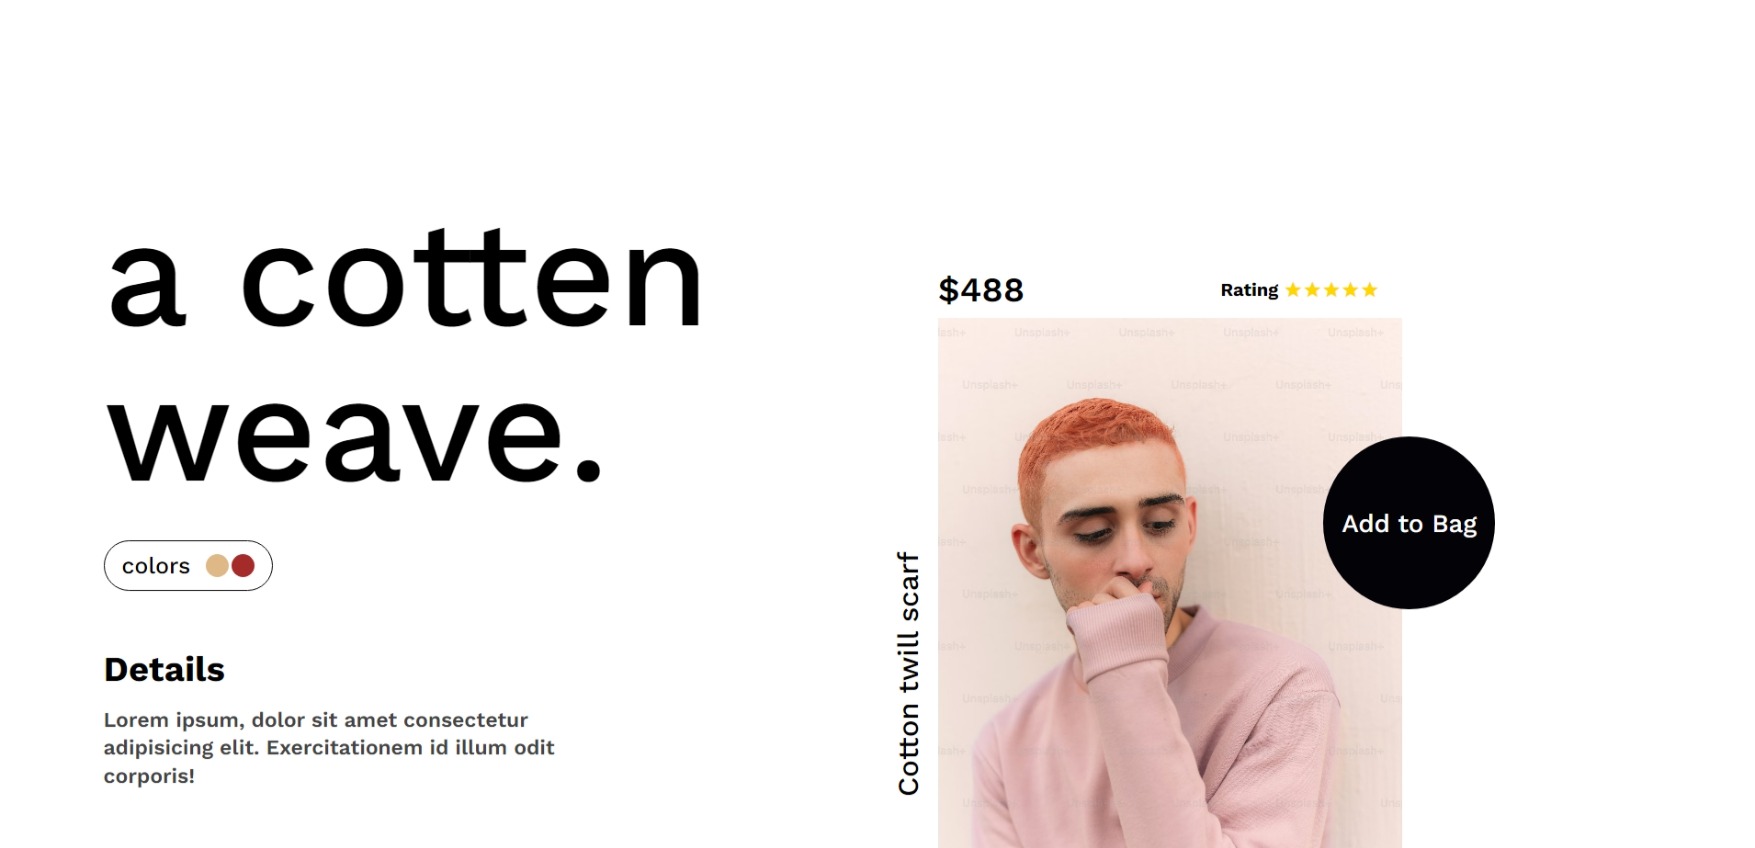 a cotten
weave.
colors
Details
Lorem ipsum, dolor sit amet consectetur
adipisicing elit. Exercitationem id illum odit
corporis!
$488
Rating
Cotton twill scarf
Add to Bag
Unsplash+